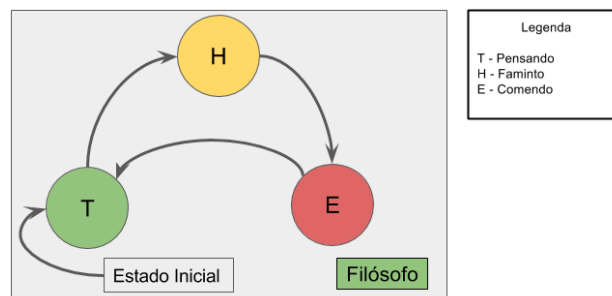 H
T
E
Estado Inicial
Filósofo
Legenda
T - Pensando
H - Faminto
E - Comendo